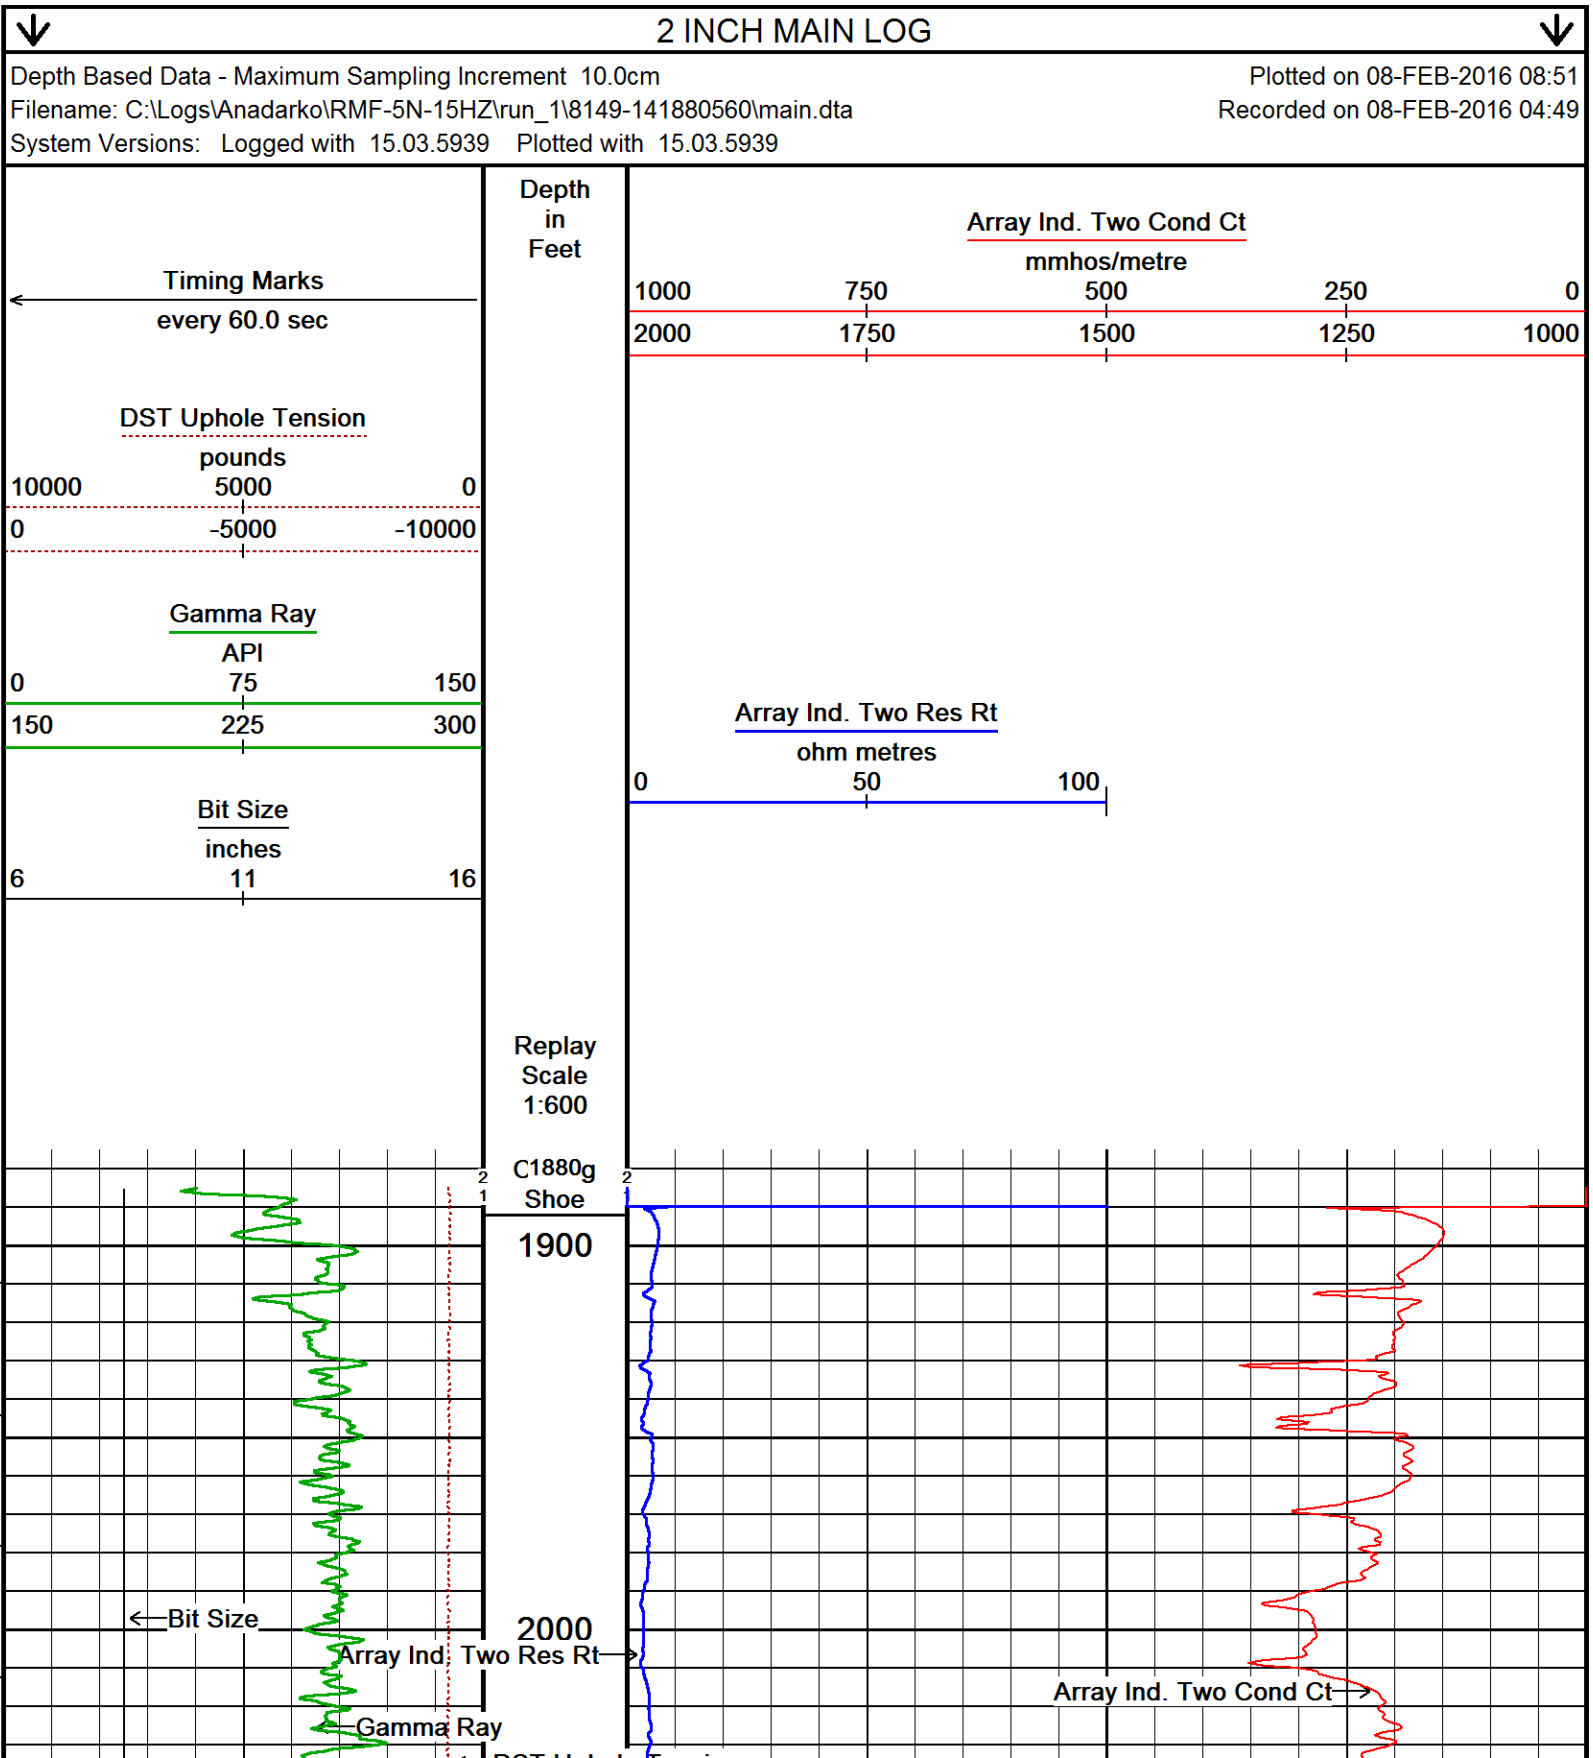 2 INCH MAIN LOG
Depth Based Data - Maximum Sampling Increment 10.0cm
Plotted on 08-FEB-2016 08:51
Filename: C:\Logs\Anadarko\RMF-5N-15HZ\run_1\8149-141880560\main.dta
Recorded on 08-FEB-2016 04:49
System Versions: Logged with 15.03.5939 Plotted with 15.03.5939
Depth
in
Feet
Array Ind. Two Cond Ct
mmhos/metre
1000 750 500 250 0
2000 1750 1500 1250 1000
Timing Marks
every 60.0 sec
DST Uphole Tension
pounds
10000 5000 0
0 -5000 -10000
Gamma Ray
API
0 75 150
150 225 300
Array Ind. Two Res Rt
ohm metres
0 50 100
Bit Size
inches
6 11 16
Replay
Scale
1:600
2 C1880g 2
1 Shoe
1900
Bit Size
2000
Array Ind. Two Res Rt
Array Ind. Two Cond Ct
Gamma Ray